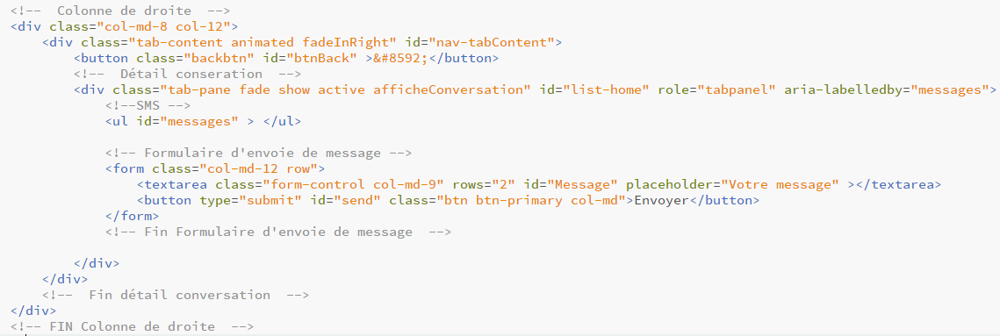 <!--  Colonne de droite  -->
<div class="col-md-8 col-12">
    <div class="tab-content animated fadeInRight" id="nav-tabContent">
        <button class="backbtn" id="btnBack" >&#8592;</button>
        <!--  Détail conseration  -->
        <div class="tab-pane fade show active afficheConversation" id="list-home" role="tabpanel" aria-labelledby="messages">
            <!--SMS -->
            <ul id="messages" > </ul>

            <!-- Formulaire d'envoie de message -->
            <form class="col-md-12 row">
                <textarea class="form-control col-md-9" rows="2" id="Message" placeholder="Votre message" ></textarea>
                <button type="submit" id="send" class="btn btn-primary col-md">Envoyer</button>
            </form>
            <!-- Fin Formulaire d'envoie de message  -->

        </div>
    </div>
    <!--  Fin détail conversation  -->
</div>
<!-- FIN Colonne de droite  -->